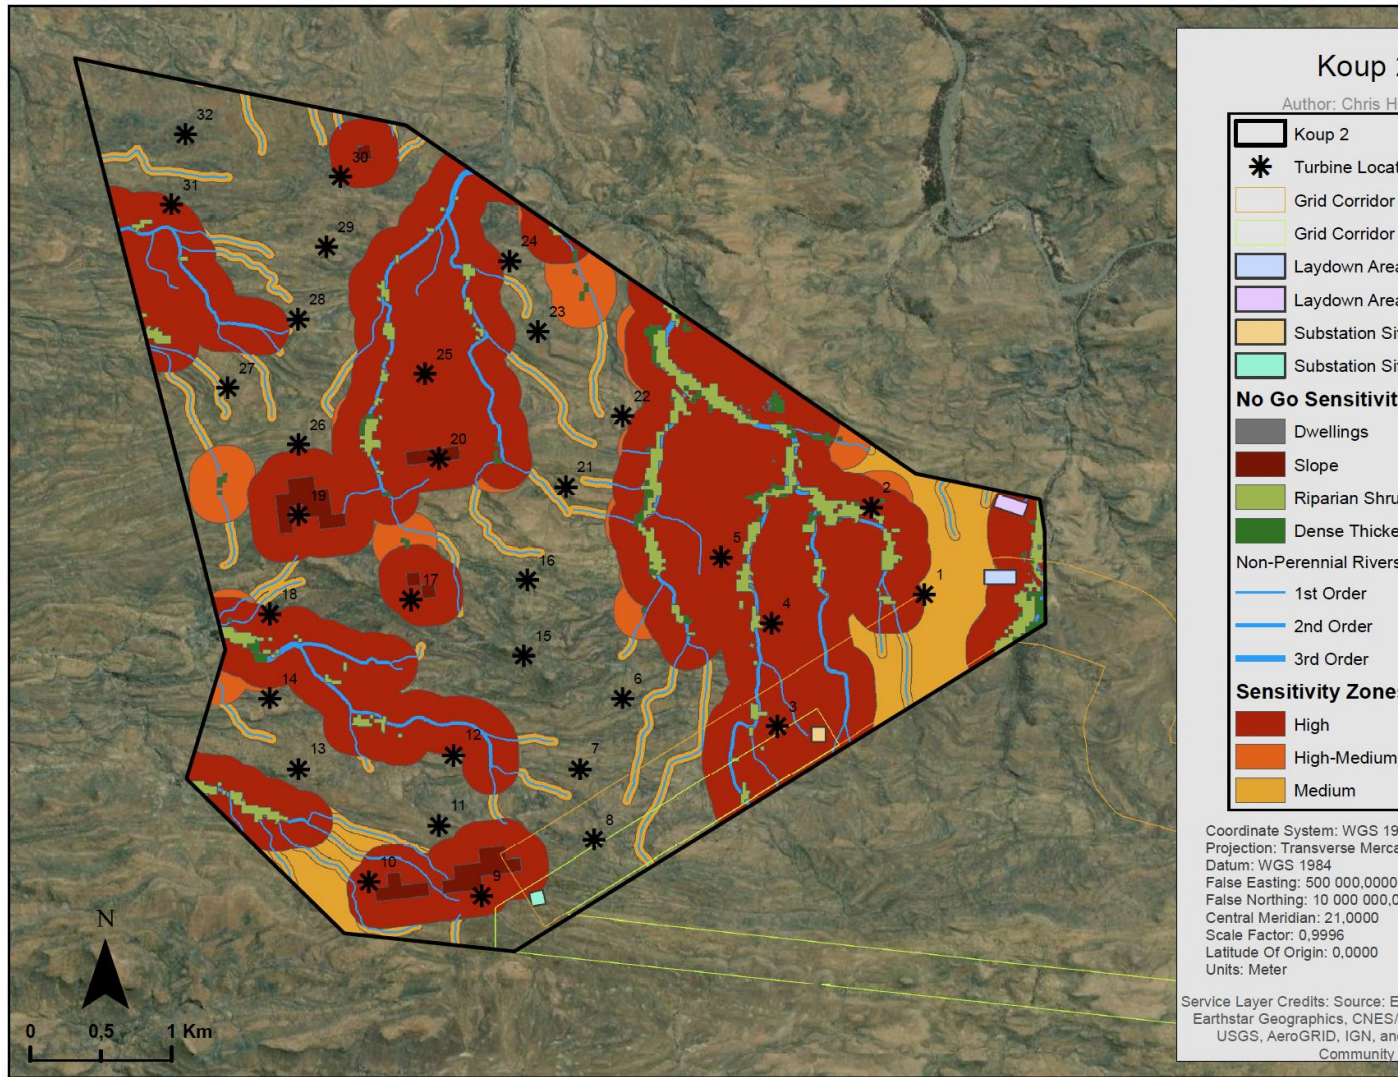 Koup
Author: Chris H
Koup 2
Turbine Locat
Grid Corridor
Grid Corridor
Laydown Area
Laydown Area
Substation Si
Substation Si
No Go Sensitivit
Dwellings
Slope
Riparian Shru
Dense Thicke
Non-Perennial Rivers
1st Order
2nd Order
3rd Order
Sensitivity Zones
High
High-Medium
Medium
Coordinate System: WGS 19
Projection: Transverse Merca
Datum: WGS 1984
False Easting: 500 000,0000
False Northing: 10 000 000,0
Central Meridian: 21,0000
Scale Factor: 0,9996
Latitude Of Origin: 0,0000
Units: Meter
Service Layer Credits: Source: E
Earthstar Geographics, CNES/
USGS, AeroGRID, IGN, and
Community
32
30
31
29
24
28
23
25
27
22
26
20
21
19
2
5
16
1
17
18
4
15
6
14
3
12
13
7
11
8
10
9
N
0 0,5 1 Km